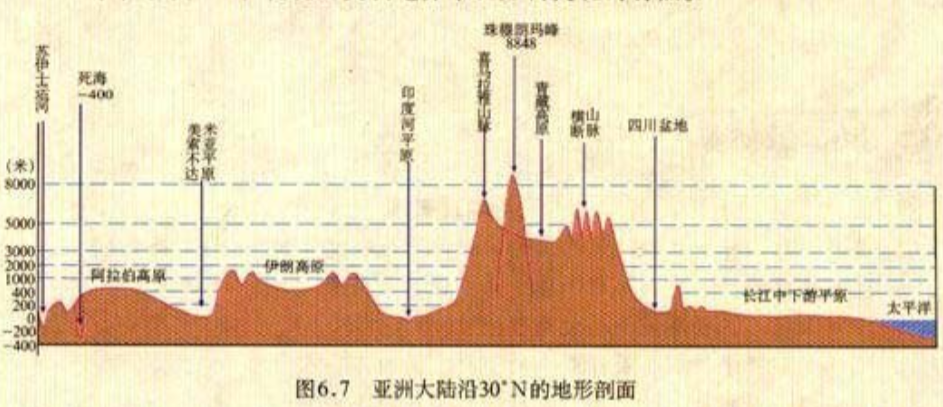 珠穆朗玛峰
8848
苏伊士运河
死海
-400
喜马拉雅山脉
青藏高原
印度河平原
横断山脉
四川盆地
美索不达米亚平原
(米)
8000
5000
3000
2000
1000
400
200
0
-200
-400
阿拉伯高原
伊朗高原
长江中下游平原
太平洋
图6.7 亚洲大陆沿30°N的地形剖面